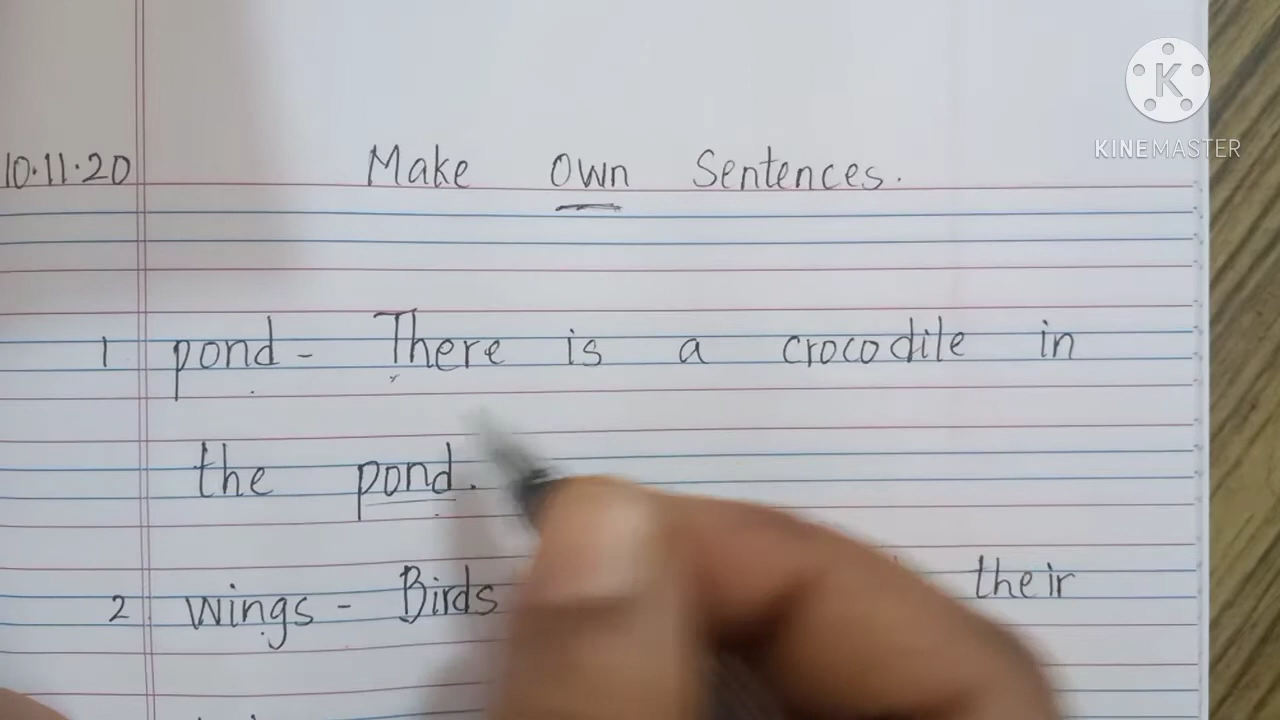 10.11.20 Make Own Sentences.
1 pond - There is a crocodile in
the pond.
2 wings - Birds their
KINEMASTER